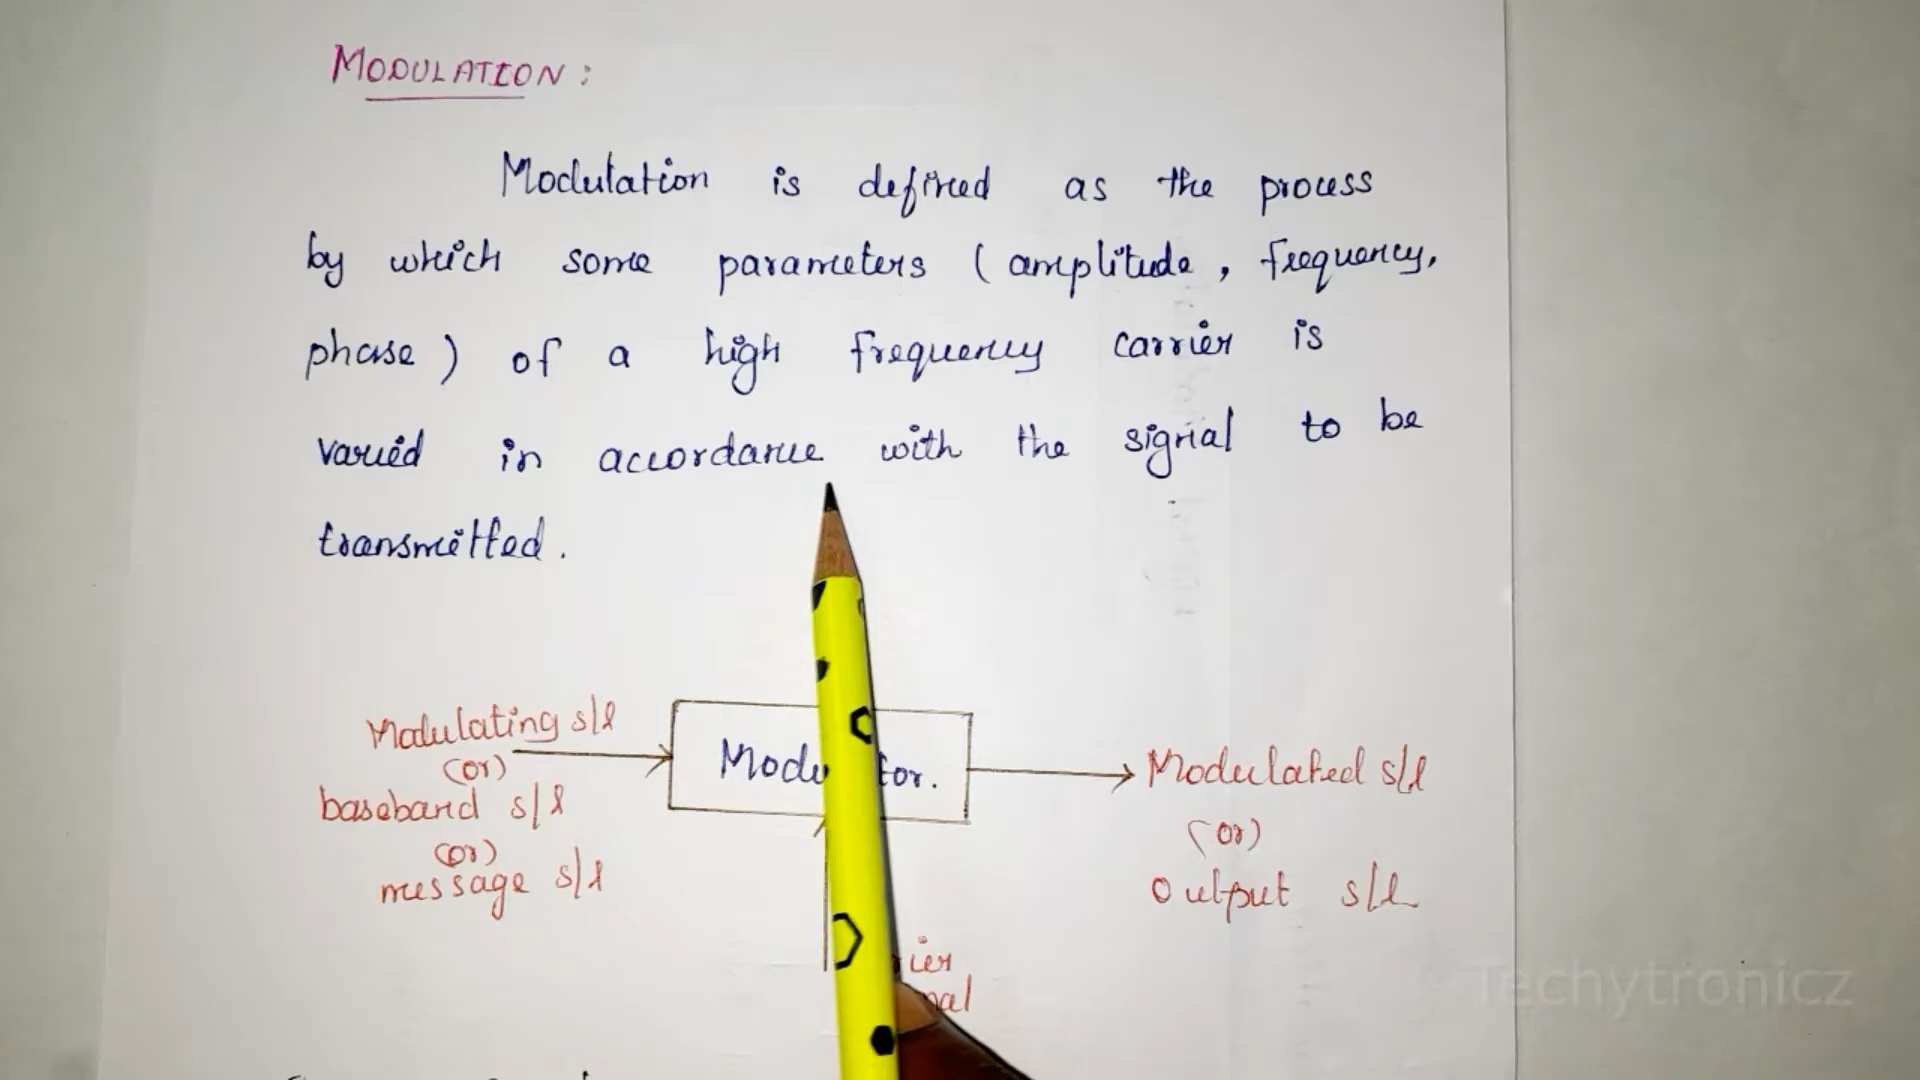 MODULATION :
Modulation is defined as the process
by which some parameters (amplitude, frequency,
phase) of a high frequency carrier is
varied in accordance with the signal to be
transmitted.
Modulating s/l
(or)
baseband s/l
(or)
message s/l
Modulated s/l
(or)
Output s/l
Techytronicz